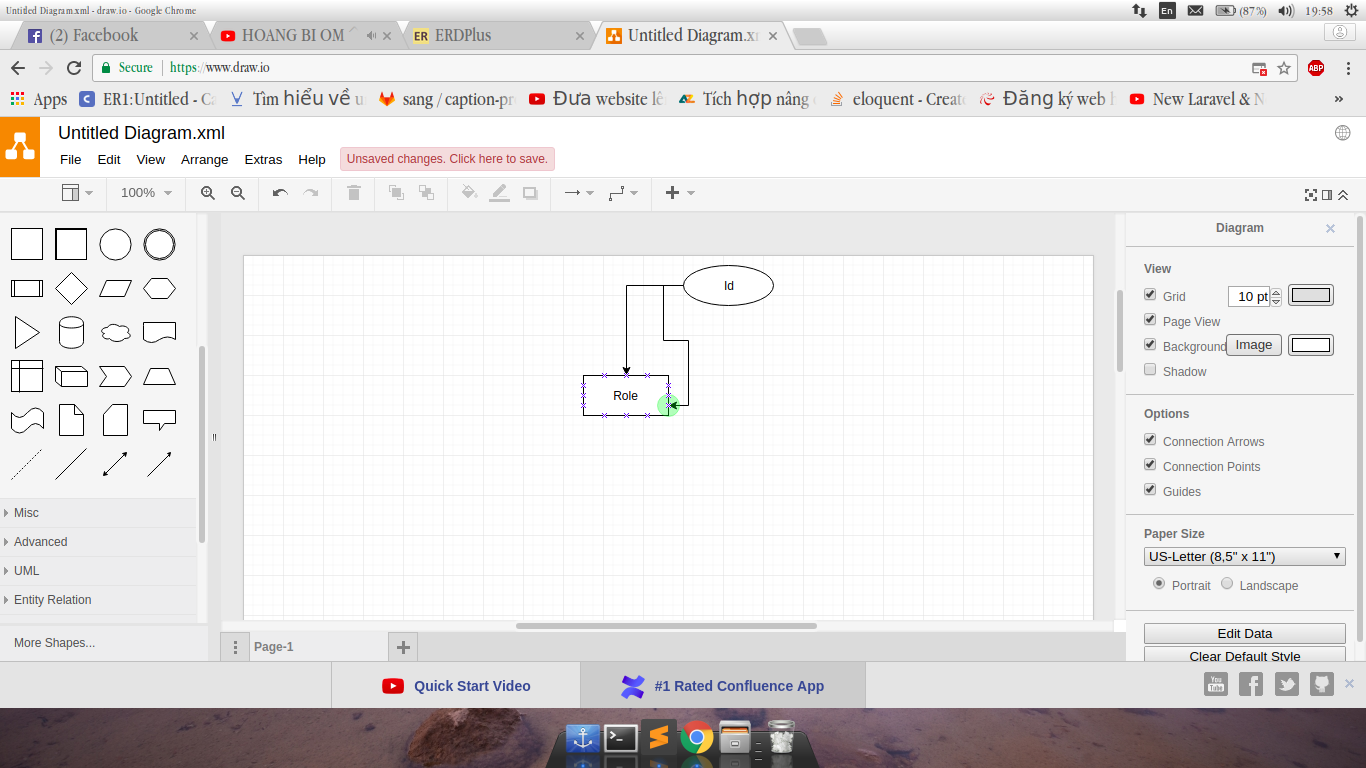 Untitled Diagram.xml - draw.io - Google Chrome
En (87%) 19:58
(2) Facebook
HOANG BI OM
ER ERDPlus
Untitled Diagram.x
Secure https://www.draw.io
ABP
Apps
ER1:Untitled - Ca
Tìm hiểu về
sang / caption-pr
Đưa website lê
Tích hợp nâng
eloquent - Creat
Đăng ký web
New Laravel & N
»
Untitled Diagram.xml
File Edit View Arrange Extras Help
Unsaved changes. Click here to save.
100%
Diagram
View
Grid 10 pt
Page View
Background Image
Shadow
Options
Connection Arrows
Connection Points
Guides
Paper Size
US-Letter (8,5" x 11")
Portrait Landscape
Edit Data
Clear Default Style
Id
Role
Misc
Advanced
UML
Entity Relation
More Shapes...
Page-1
Quick Start Video
#1 Rated Confluence App
You Tube